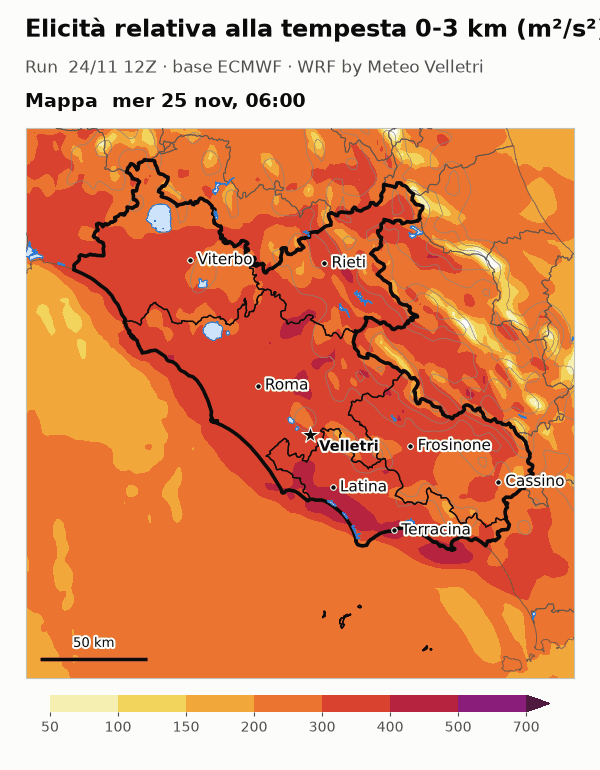 Elicità relativa alla tempesta 0-3 km (m²/s²)
Run  24/11 12Z · base ECMWF · WRF by Meteo Velletri
Mappa  mer 25 nov, 06:00
Viterbo
Rieti
Roma
Velletri
Frosinone
Cassino
Latina
Terracina
50 km
50 100 150 200 300 400 500 700